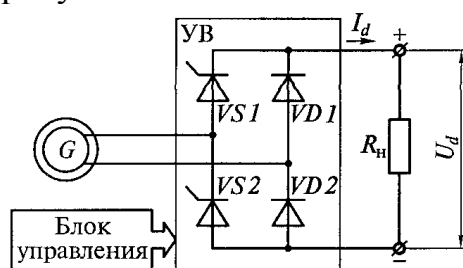 УВ
I_d
+
VS1
VD1
G
R_н
U_d
VS2
VD2
Блок
управления
–